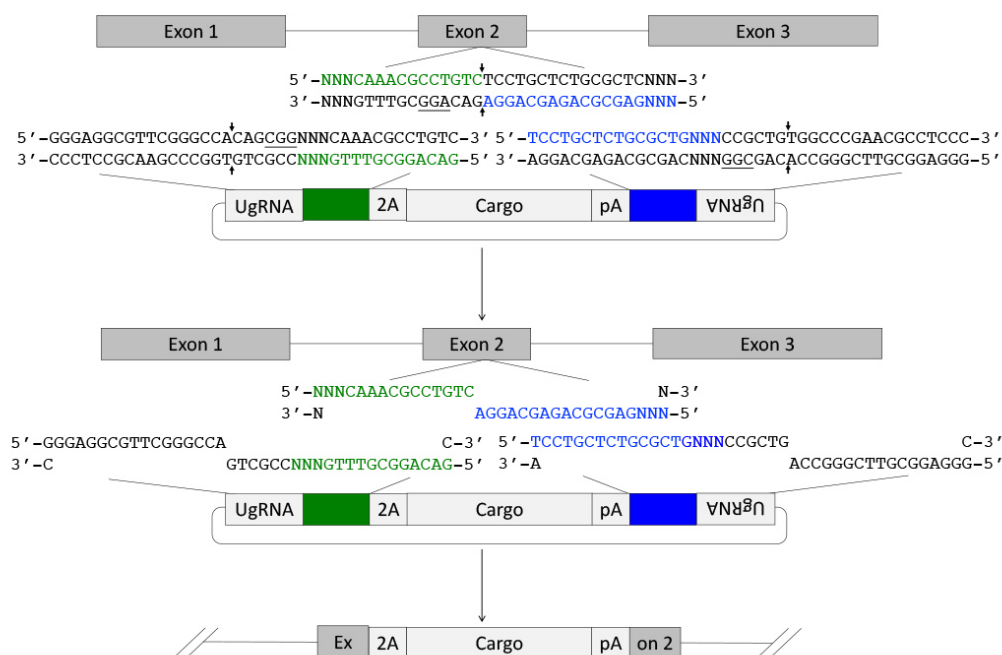 Exon 1 Exon 2 Exon 3
5’-NNNCAAACGCCTGTCTCCTGCTCTGCGCTCNNN-3’
3’-NNNGTTTGCGGACAGAGGACGAGACGCGAGNNN-5’
5’-GGGAGGCGTTCGGGCCACAGCGGNNNCAAACGCCTGTC-3’ 5’-TCCTGCTCTGCGCTGNNNCCGCTGTGGCCCGAACGCCTCCC-3’
3’-CCCTCCGCAAGCCCGGTGTCGCCNNNGTTTGCGGACAG-5’ 3’-AGGACGAGACGCGACNNNGGCGACACCGGGCTTGCGGAGGG-5’
UgRNA 2A Cargo pA UgRNA
Exon 1 Exon 2 Exon 3
5’-NNNCAAACGCCTGTC N-3’
3’-N AGGACGAGACGCGAGNNN-5’
5’-GGGAGGCGTTCGGGCCA C-3’ 5’-TCCTGCTCTGCGCTGNNNCCGCTG C-3’
3’-C GTCGCCNNNGTTTGCGGACAG-5’ 3’-A ACCGGGCTTGCGGAGGG-5’
UgRNA 2A Cargo pA UgRNA
Ex 2A Cargo pA on 2